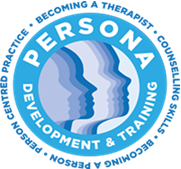 PERSONA
DEVELOPMENT & TRAINING
• BECOMING A THERAPIST • COUNSELLING SKILLS • BECOMING A PERSON • PERSON CENTRED PRACTICE